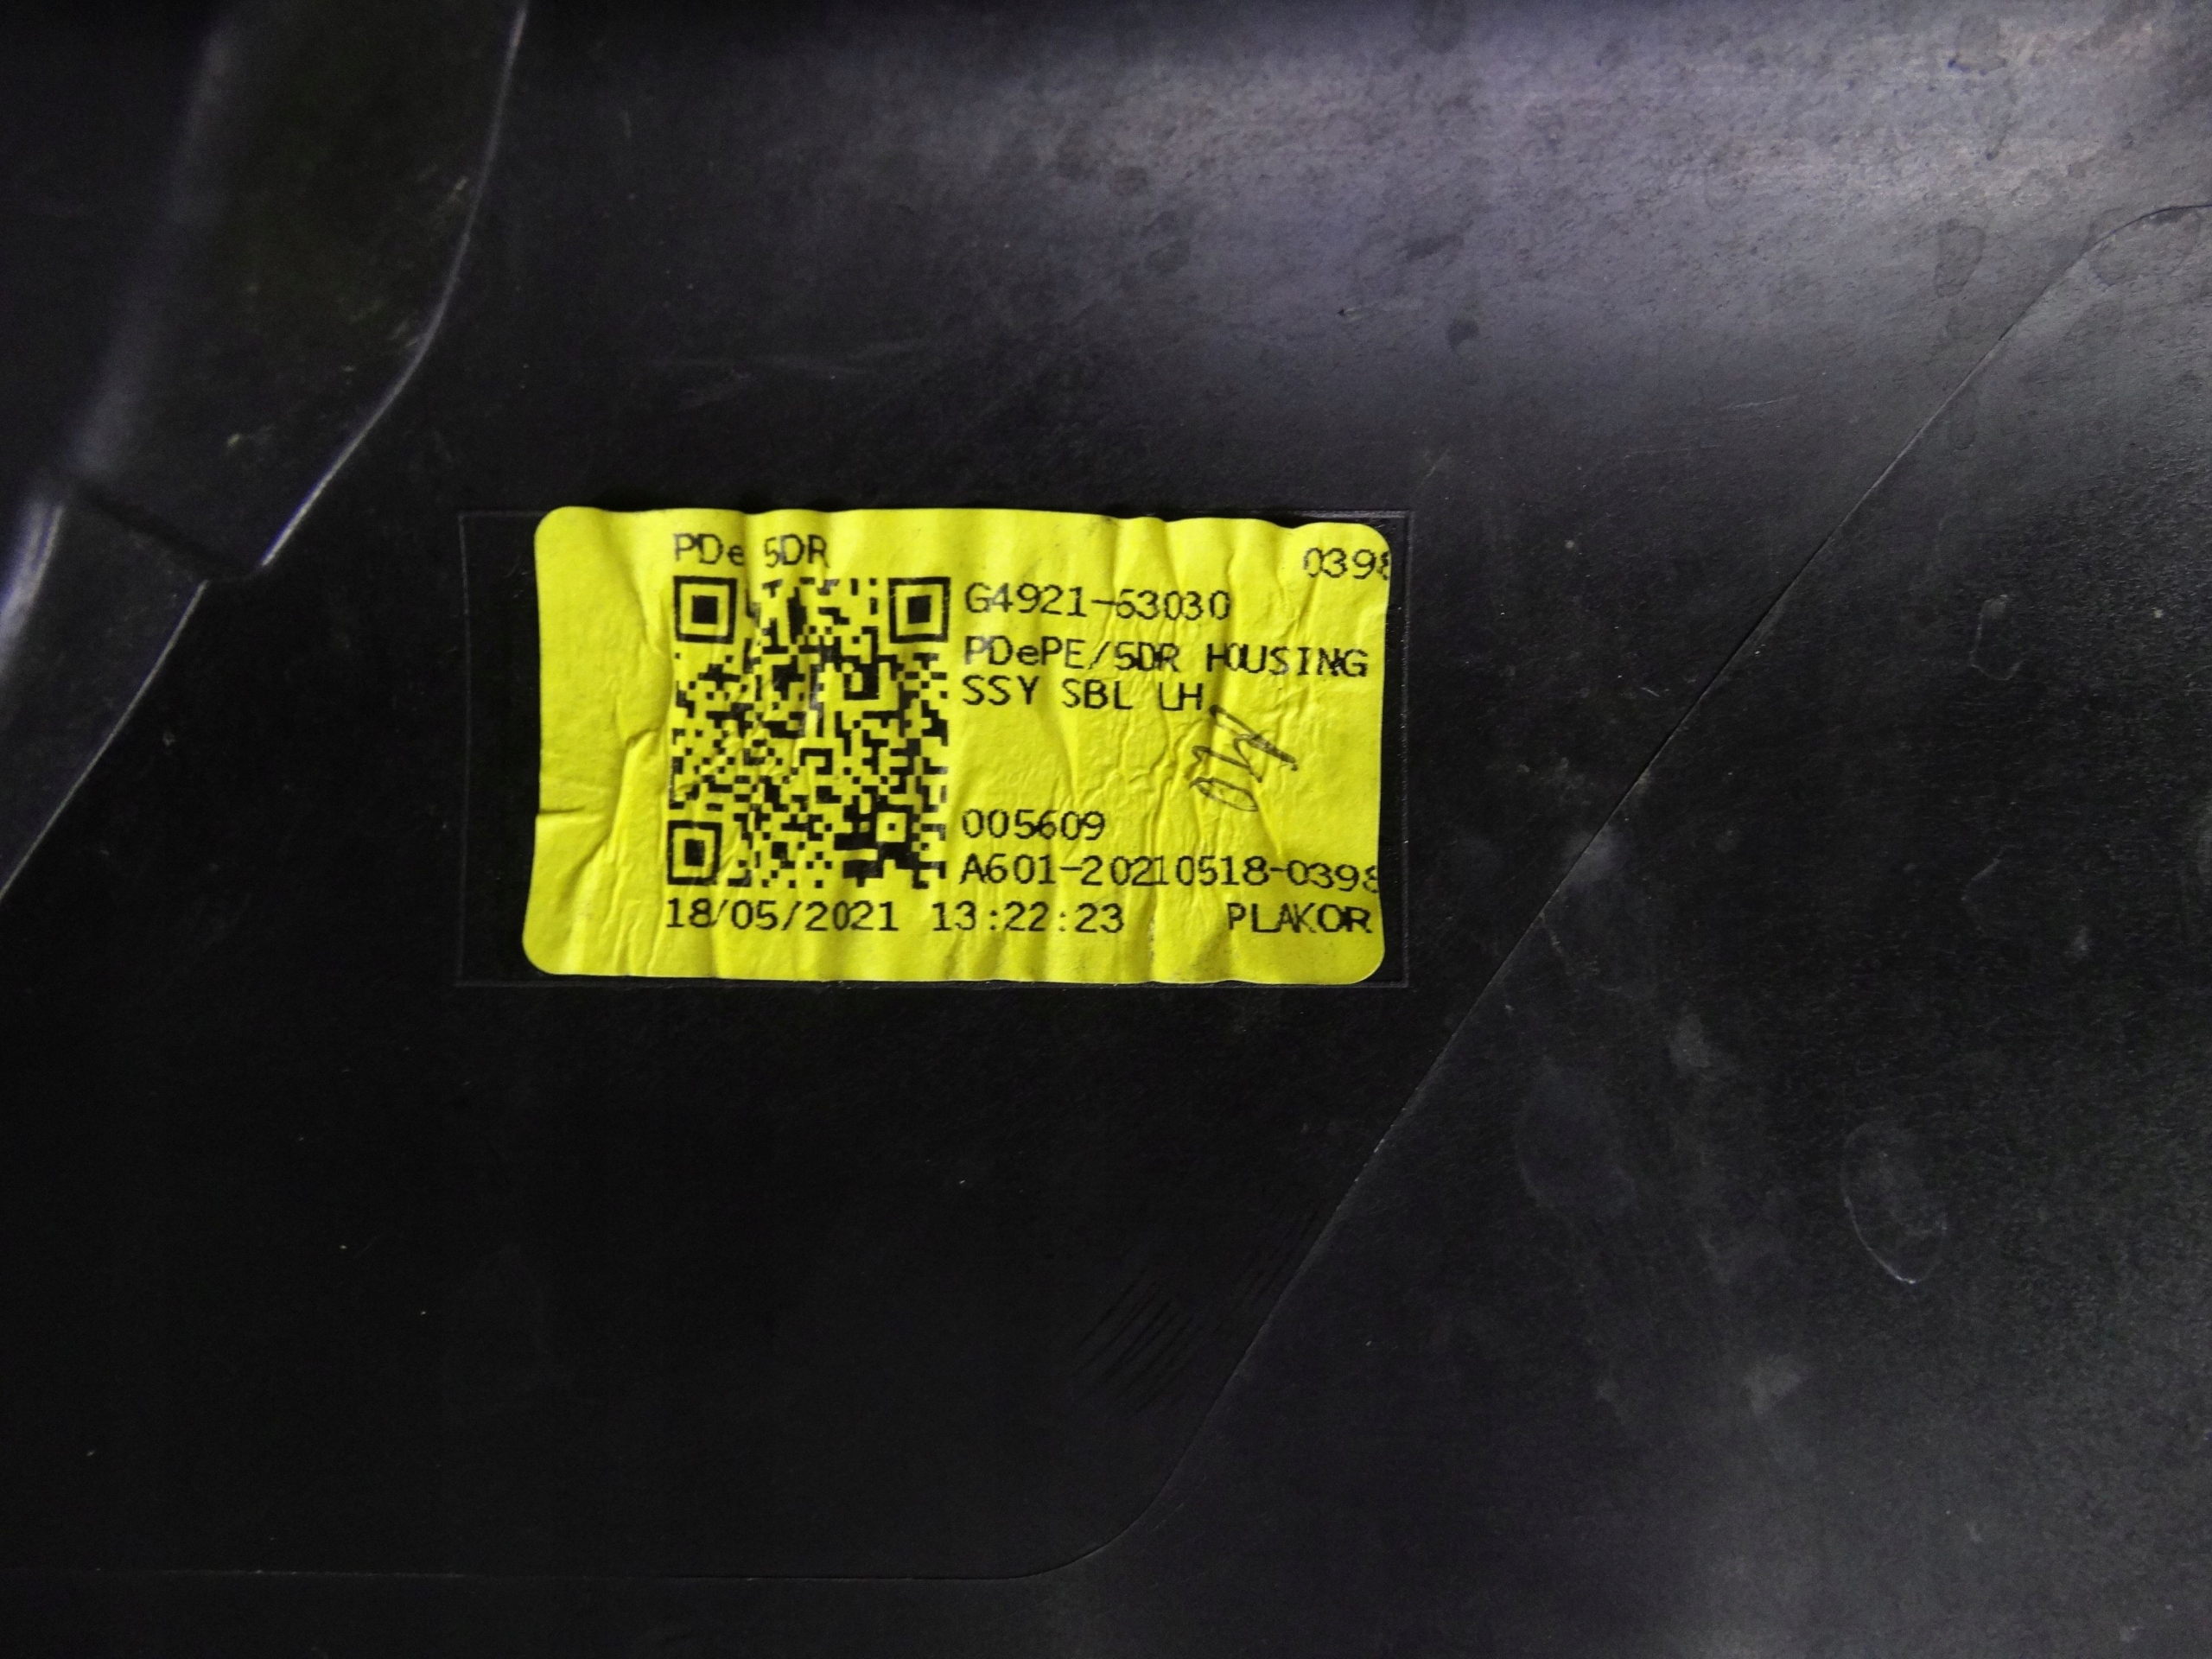 PDe 5DR
0398
G4921-53030
PDePE/5DR HOUSING
SSY SBL LH
005609
A601-20210518-0398
18/05/2021 13:22:23 PLAKOR